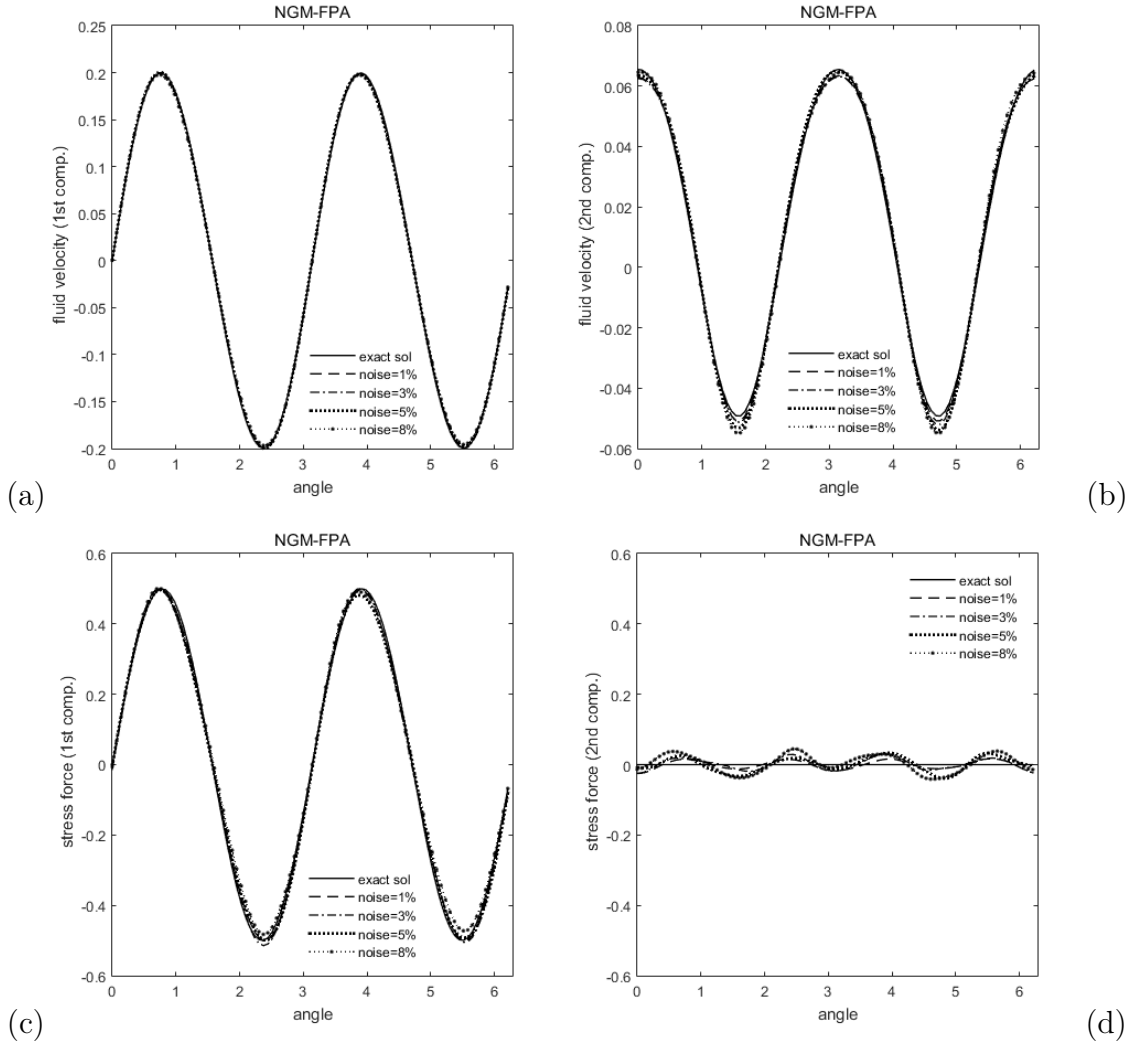 NGM-FPA
0.25
0.2
0.15
0.1
0.05
0
-0.05
-0.1
-0.15
-0.2
fluid velocity (1st comp.)
exact sol
noise=1%
noise=3%
noise=5%
noise=8%
0 1 2 3 4 5 6
angle
(a)
NGM-FPA
0.08
0.06
0.04
0.02
0
-0.02
-0.04
-0.06
fluid velocity (2nd comp.)
exact sol
noise=1%
noise=3%
noise=5%
noise=8%
0 1 2 3 4 5 6
angle
(b)
NGM-FPA
0.6
0.4
0.2
0
-0.2
-0.4
-0.6
stress force (1st comp.)
exact sol
noise=1%
noise=3%
noise=5%
noise=8%
0 1 2 3 4 5 6
angle
(c)
NGM-FPA
0.6
0.4
0.2
0
-0.2
-0.4
-0.6
stress force (2nd comp.)
exact sol
noise=1%
noise=3%
noise=5%
noise=8%
0 1 2 3 4 5 6
angle
(d)